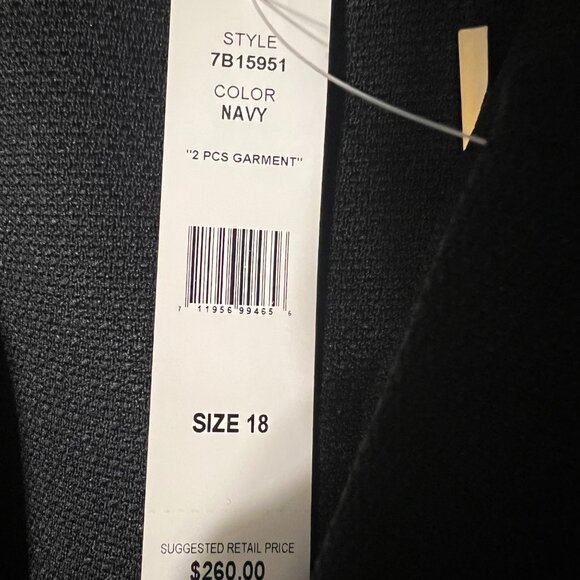 STYLE
7B15951
COLOR
NAVY
"2 PCS GARMENT"
7 11956 99465 6
SIZE 18
SUGGESTED RETAIL PRICE
$260.00